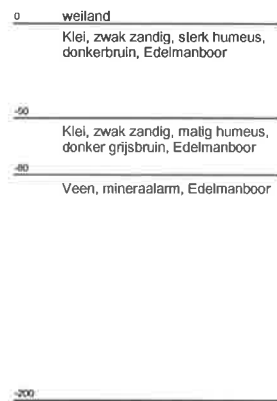 0 weiland
Klei, zwak zandig, sterk humeus,
donkerbruin, Edelmanboor
-50
Klei, zwak zandig, matig humeus,
donker grijsbruin, Edelmanboor
-80
Veen, mineraalarm, Edelmanboor
-200